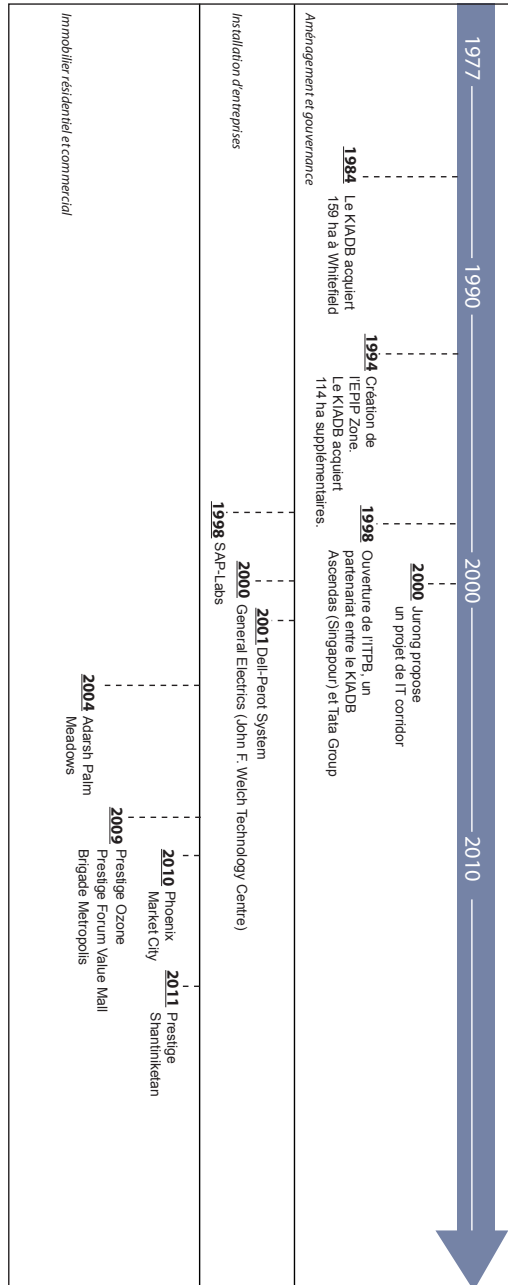 1977
1990
2000
2010
Aménagement et gouvernance
1984 Le KIADB acquiert
159 ha à Whitefield
1994 Création de
l'EPIP Zone.
Le KIADB acquiert
114 ha supplémentaires.
1998 Ouverture de l'ITPB, un
partenariat entre le KIADB
Ascendas (Singapour) et Tata Group
2000 Jurong propose
un projet de IT corridor
Installation d'entreprises
1998 SAP-Labs
2000 General Electrics (John F. Welch Technology Centre)
2001 Dell-Perot System
Immobilier résidentiel et commercial
2004 Adarsh Palm
Meadows
2009 Prestige Ozone
Prestige Forum Value Mall
Brigade Metropolis
2010 Phoenix
Market City
2011 Prestige
Shantiniketan